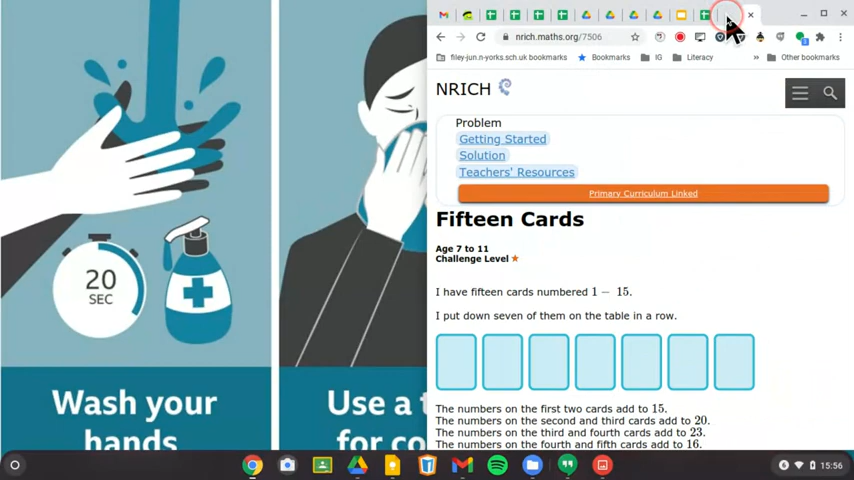 20
SEC
Wash your
hands
Use a t
for co
nrich.maths.org/7506
filey-jun.n-yorks.sch.uk bookmarks
Bookmarks
IG
Literacy
»
Other bookmarks
NRICH
Problem
Getting Started
Solution
Teachers' Resources
Primary Curriculum Linked
Fifteen Cards
Age 7 to 11
Challenge Level
I have fifteen cards numbered 1 − 15.
I put down seven of them on the table in a row.
The numbers on the first two cards add to 15.
The numbers on the second and third cards add to 20.
The numbers on the third and fourth cards add to 23.
The numbers on the fourth and fifth cards add to 16.
15:56